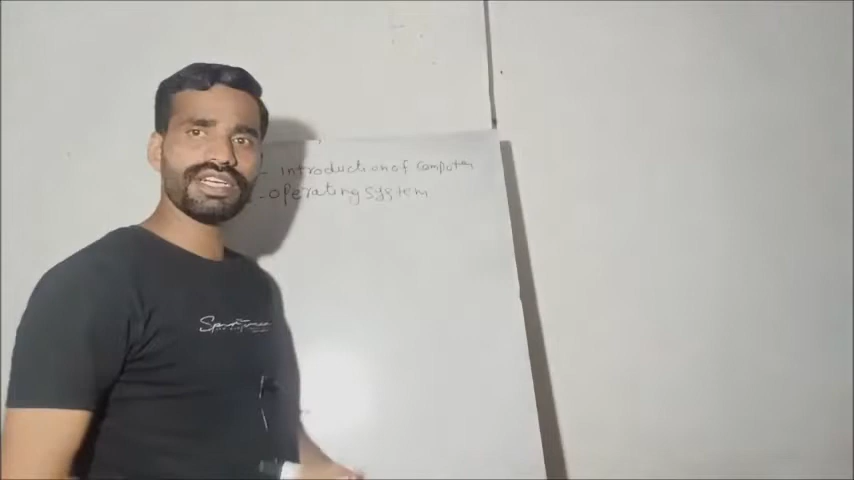 - Introduction of Computer
- Operating System